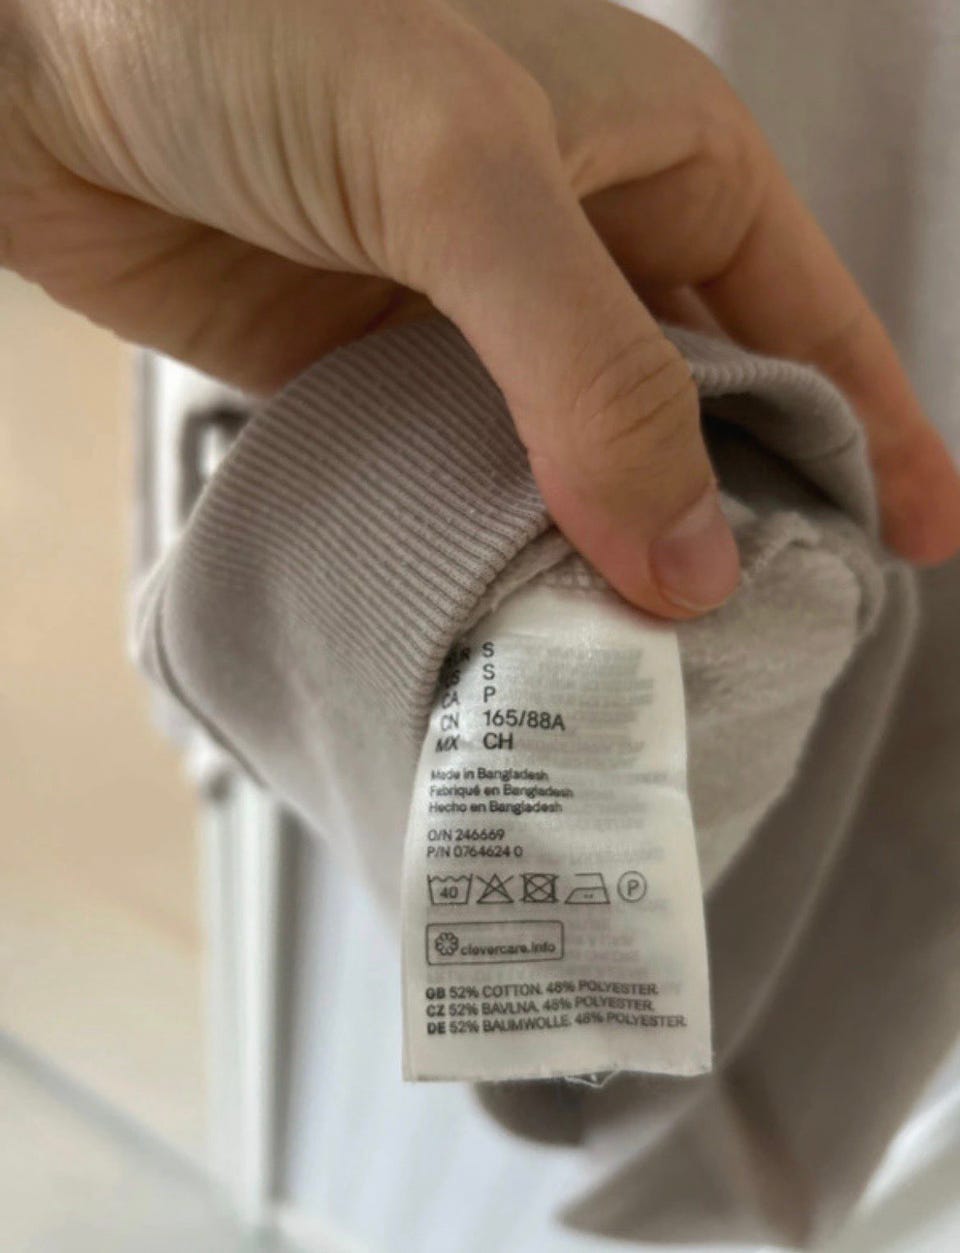 S
S
CA P
CN 165/88A
MX CH
Made in Bangladesh
Fabriqué en Bangladesh
Hecho en Bangladesh
O/N 246669
P/N 0764624 0
40 P
clevercare.info
GB 52% COTTON. 48% POLYESTER.
CZ 52% BAVLNA. 48% POLYESTER.
DE 52% BAUMWOLLE. 48% POLYESTER.